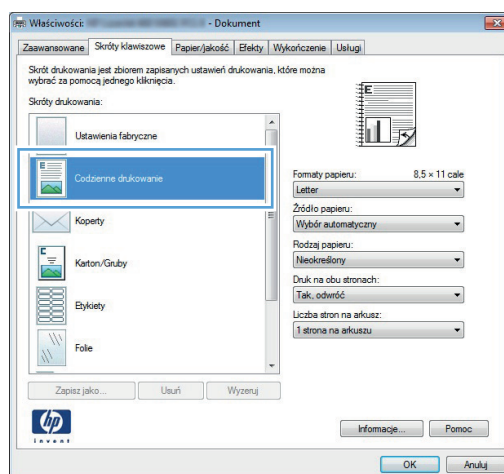 Właściwości: - Dokument
Zaawansowane Skróty klawiszowe Papier/jakość Efekty Wykończenie Usługi
Skrót drukowania jest zbiorem zapisanych ustawień drukowania, które można
wybrać za pomocą jednego kliknięcia.
Skróty drukowania:
Ustawienia fabryczne
Codzienne drukowanie
Koperty
Karton/Gruby
Etykiety
Folie
E
Formaty papieru: 8,5 × 11 cale
Letter
Źródło papieru:
Wybór automatyczny
Rodzaj papieru:
Nieokreślony
Druk na obu stronach:
Tak, odwróć
Liczba stron na arkusz:
1 strona na arkuszu
Zapisz jako... Usuń Wyzeruj
hp
invent
Informacje... Pomoc
OK Anuluj